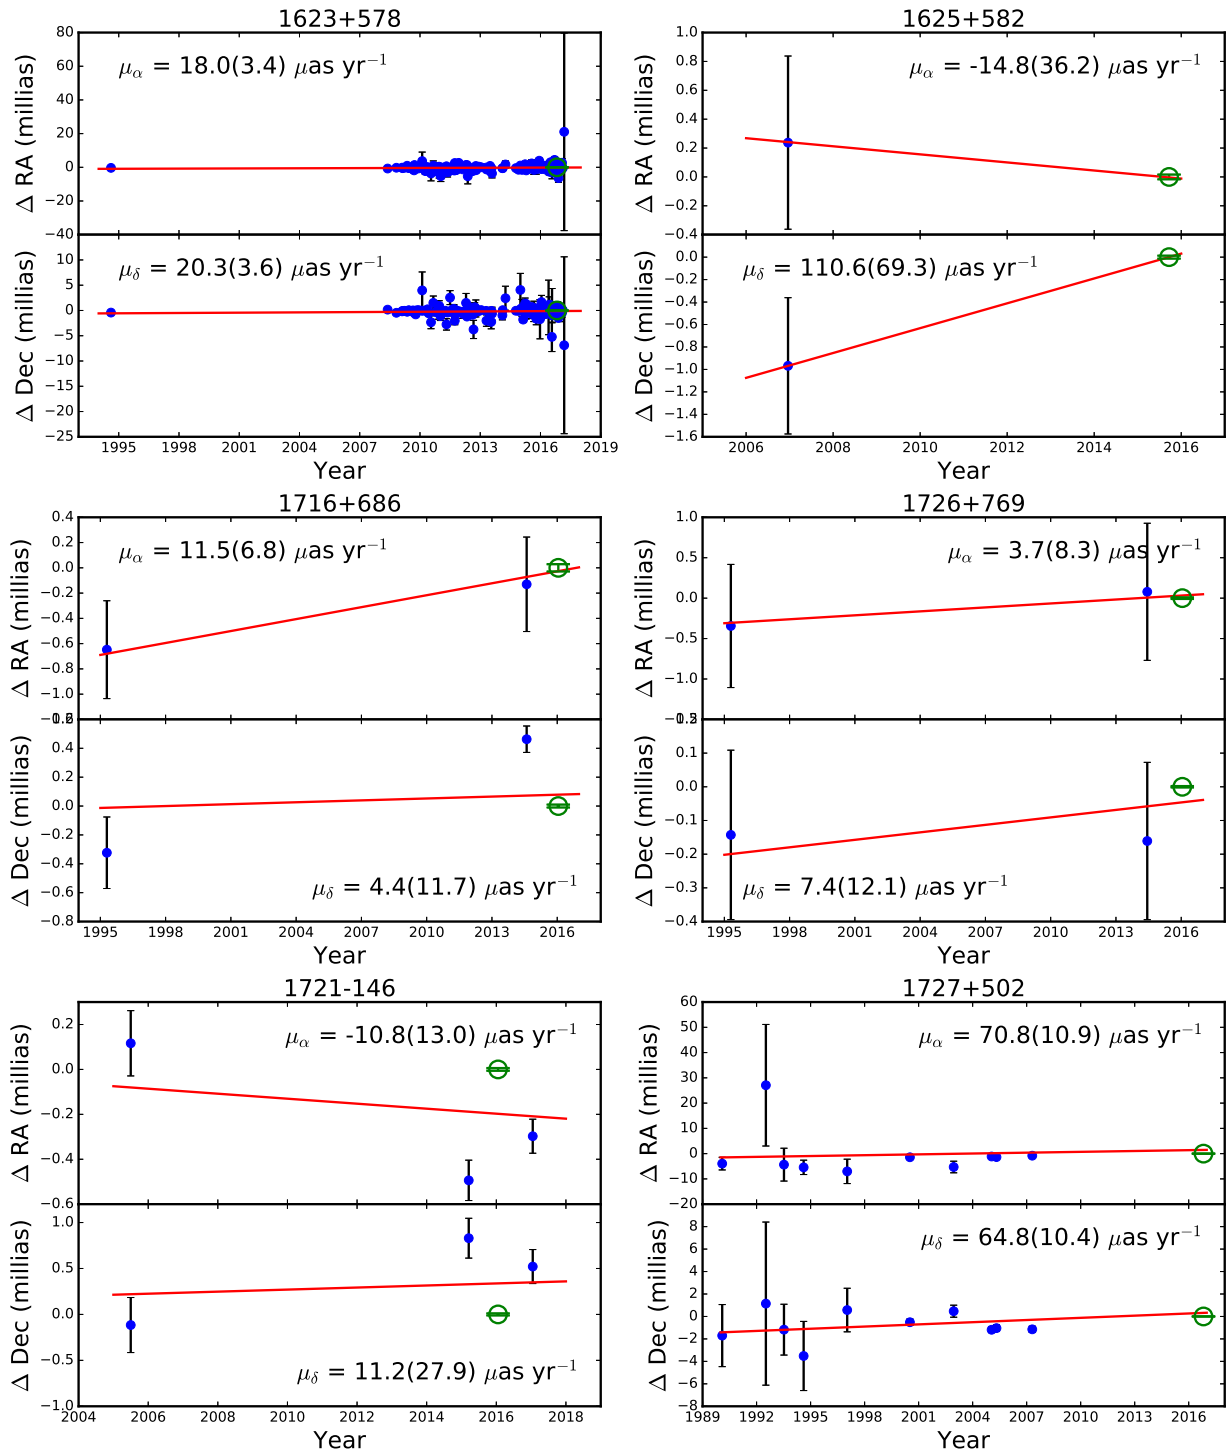 1623+578
μα = 18.0(3.4) μas yr−1
Δ RA (millias)
80
60
40
20
0
−20
−40
μδ = 20.3(3.6) μas yr−1
Δ Dec (millias)
10
5
0
−5
−10
−15
−20
−25
1995 1998 2001 2004 2007 2010 2013 2016 2019
Year
1625+582
μα = -14.8(36.2) μas yr−1
Δ RA (millias)
1.0
0.8
0.6
0.4
0.2
0.0
−0.2
−0.4
μδ = 110.6(69.3) μas yr−1
Δ Dec (millias)
0.0
−0.2
−0.4
−0.6
−0.8
−1.0
−1.2
−1.4
−1.6
2006 2008 2010 2012 2014 2016
Year
1716+686
μα = 11.5(6.8) μas yr−1
Δ RA (millias)
0.4
0.2
0.0
−0.2
−0.4
−0.6
−0.8
−1.0
μδ = 4.4(11.7) μas yr−1
Δ Dec (millias)
0.4
0.2
0.0
−0.2
−0.4
−0.6
−0.8
1995 1998 2001 2004 2007 2010 2013 2016
Year
1726+769
μα = 3.7(8.3) μas yr−1
Δ RA (millias)
1.0
0.5
0.0
−0.5
−1.0
μδ = 7.4(12.1) μas yr−1
Δ Dec (millias)
0.1
0.0
−0.1
−0.2
−0.3
−0.4
1995 1998 2001 2004 2007 2010 2013 2016
Year
1721-146
μα = -10.8(13.0) μas yr−1
Δ RA (millias)
0.2
0.0
−0.2
−0.4
−0.6
μδ = 11.2(27.9) μas yr−1
Δ Dec (millias)
1.0
0.5
0.0
−0.5
−1.0
2004 2006 2008 2010 2012 2014 2016 2018
Year
1727+502
μα = 70.8(10.9) μas yr−1
Δ RA (millias)
60
50
40
30
20
10
0
−10
−20
μδ = 64.8(10.4) μas yr−1
Δ Dec (millias)
8
6
4
2
0
−2
−4
−6
−8
1989 1992 1995 1998 2001 2004 2007 2010 2013 2016
Year